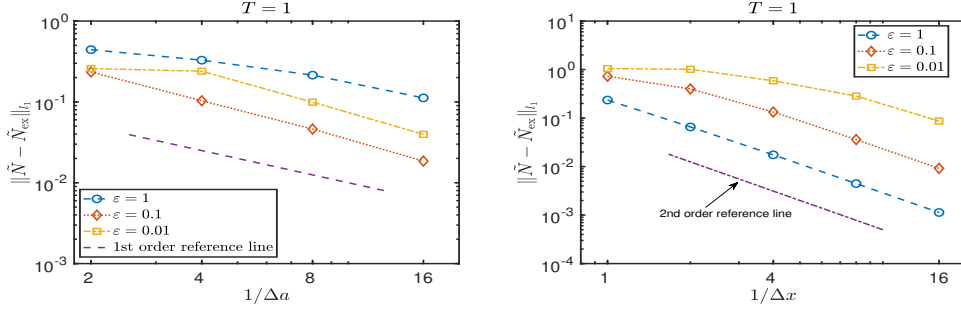 T = 1
10^0
10^-1
10^-2
10^-3
‖Ñ − Ñ_ex‖_{l_1}
ε = 1
ε = 0.1
ε = 0.01
1st order reference line
2
4
8
16
1/Δa
T = 1
10^1
10^0
10^-1
10^-2
10^-3
10^-4
‖Ñ − Ñ_ex‖_{l_1}
ε = 1
ε = 0.1
ε = 0.01
2nd order reference line
1
4
16
1/Δx